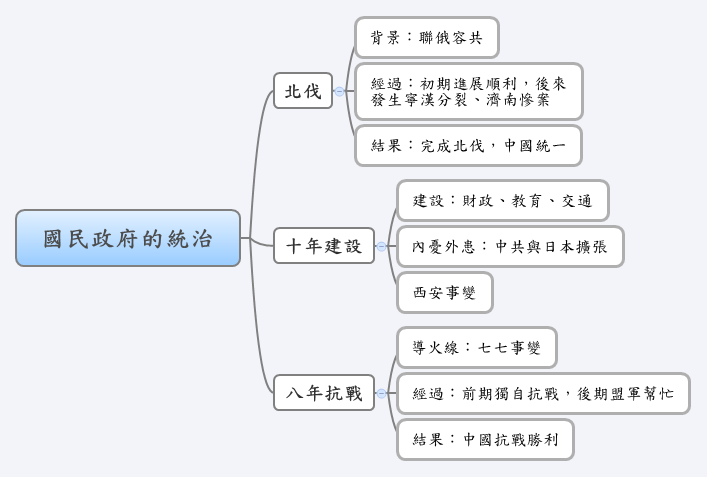 國民政府的統治
北伐
背景：聯俄容共
經過：初期進展順利，後來
發生寧漢分裂、濟南慘案
結果：完成北伐，中國統一
十年建設
建設：財政、教育、交通
內憂外患：中共與日本擴張
西安事變
八年抗戰
導火線：七七事變
經過：前期獨自抗戰，後期盟軍幫忙
結果：中國抗戰勝利